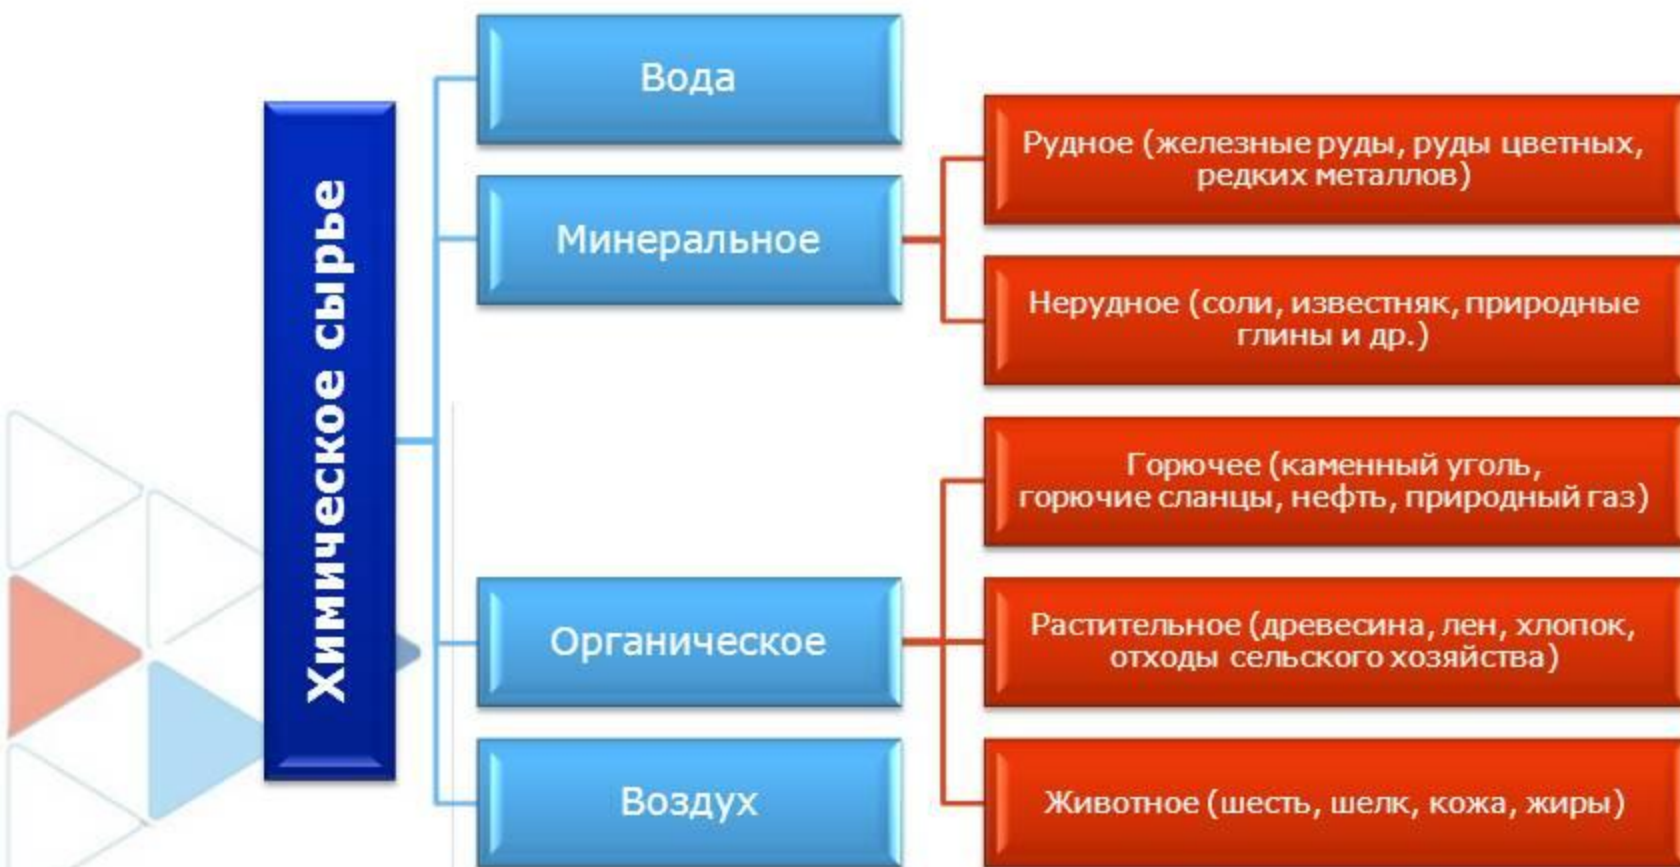 Химическое сырье
Вода
Минеральное
Рудное (железные руды, руды цветных,
редких металлов)
Нерудное (соли, известняк, природные
глины и др.)
Органическое
Горючее (каменный уголь,
горючие сланцы, нефть, природный газ)
Растительное (древесина, лен, хлопок,
отходы сельского хозяйства)
Животное (шесть, шелк, кожа, жиры)
Воздух